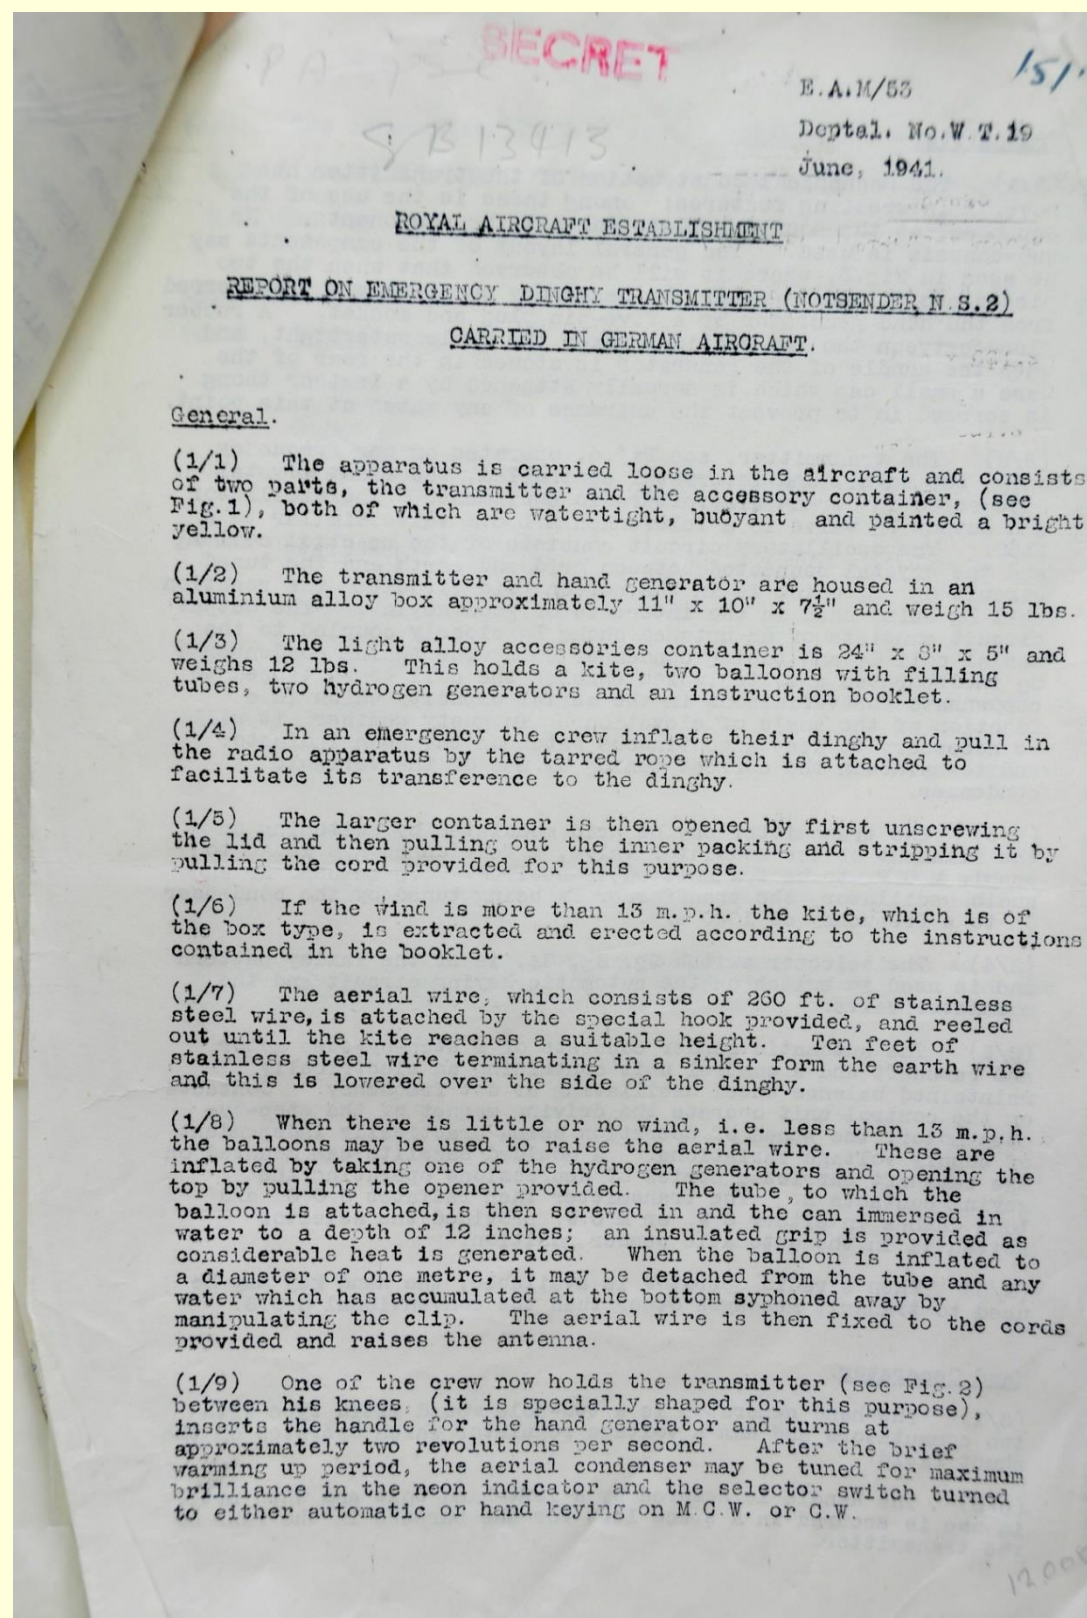 SECRET
151.
E.A.M/53
Deptal. No.W.T.19
June, 1941.
ROYAL AIRCRAFT ESTABLISHMENT
REPORT ON EMERGENCY DINGHY TRANSMITTER (NOTSENDER N.S.2)
CARRIED IN GERMAN AIRCRAFT.
General.
(1/1) The apparatus is carried loose in the aircraft and consists
of two parts, the transmitter and the accessory container, (see
Fig.1), both of which are watertight, buoyant and painted a bright
yellow.
(1/2) The transmitter and hand generator are housed in an
aluminium alloy box approximately 11" x 10" x 7½" and weigh 15 lbs.
(1/3) The light alloy accessories container is 24" x 8" x 5" and
weighs 12 lbs. This holds a kite, two balloons with filling
tubes, two hydrogen generators and an instruction booklet.
(1/4) In an emergency the crew inflate their dinghy and pull in
the radio apparatus by the tarred rope which is attached to
facilitate its transference to the dinghy.
(1/5) The larger container is then opened by first unscrewing
the lid and then pulling out the inner packing and stripping it by
pulling the cord provided for this purpose.
(1/6) If the wind is more than 13 m.p.h. the kite, which is of
the box type, is extracted and erected according to the instructions
contained in the booklet.
(1/7) The aerial wire, which consists of 260 ft. of stainless
steel wire, is attached by the special hook provided, and reeled
out until the kite reaches a suitable height. Ten feet of
stainless steel wire terminating in a sinker form the earth wire
and this is lowered over the side of the dinghy.
(1/8) When there is little or no wind, i.e. less than 13 m.p.h.
the balloons may be used to raise the aerial wire. These are
inflated by taking one of the hydrogen generators and opening the
top by pulling the opener provided. The tube, to which the
balloon is attached, is then screwed in and the can immersed in
water to a depth of 12 inches; an insulated grip is provided as
considerable heat is generated. When the balloon is inflated to
a diameter of one metre, it may be detached from the tube and any
water which has accumulated at the bottom syphoned away by
manipulating the clip. The aerial wire is then fixed to the cords
provided and raises the antenna.
(1/9) One of the crew now holds the transmitter (see Fig.2)
between his knees, (it is specially shaped for this purpose),
inserts the handle for the hand generator and turns at
approximately two revolutions per second. After the brief
warming up period, the aerial condenser may be tuned for maximum
brilliance in the neon indicator and the selector switch turned
to either automatic or hand keying on M.C.W. or C.W.